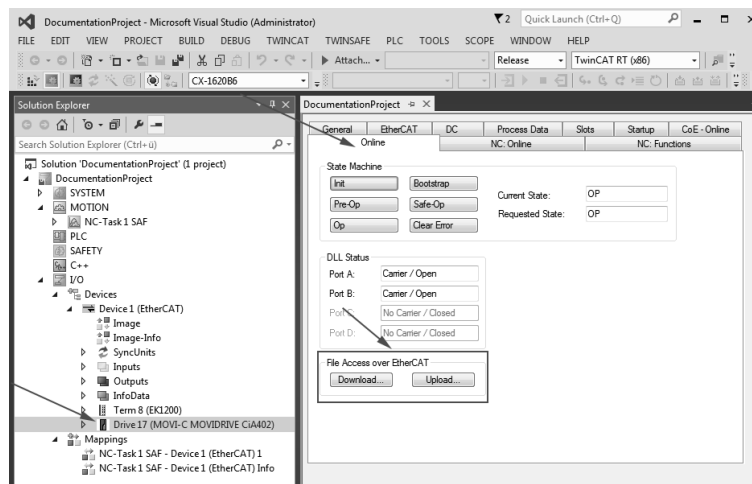 DocumentationProject - Microsoft Visual Studio (Administrator)
2
Quick Launch (Ctrl+Q)
FILE EDIT VIEW PROJECT BUILD DEBUG TWINCAT TWINSAFE PLC TOOLS SCOPE WINDOW HELP
Attach...
Release
TwinCAT RT (x86)
CX-1620B6
Solution Explorer
Search Solution Explorer (Ctrl+ü)
Solution 'DocumentationProject' (1 project)
DocumentationProject
SYSTEM
MOTION
NC-Task 1 SAF
PLC
SAFETY
C++
I/O
Devices
Device 1 (EtherCAT)
Image
Image-Info
SyncUnits
Inputs
Outputs
InfoData
Term 8 (EK1200)
Drive 17 (MOVI-C MOVIDRIVE CiA402)
Mappings
NC-Task 1 SAF - Device 1 (EtherCAT) 1
NC-Task 1 SAF - Device 1 (EtherCAT) Info
DocumentationProject
General EtherCAT DC Process Data Slots Startup CoE - Online
Online NC: Online NC: Functions
State Machine
Init Bootstrap
Pre-Op Safe-Op
Op Clear Error
Current State: OP
Requested State: OP
DLL Status
Port A: Carrier / Open
Port B: Carrier / Open
Port C: No Carrier / Closed
Port D: No Carrier / Closed
File Access over EtherCAT
Download... Upload...